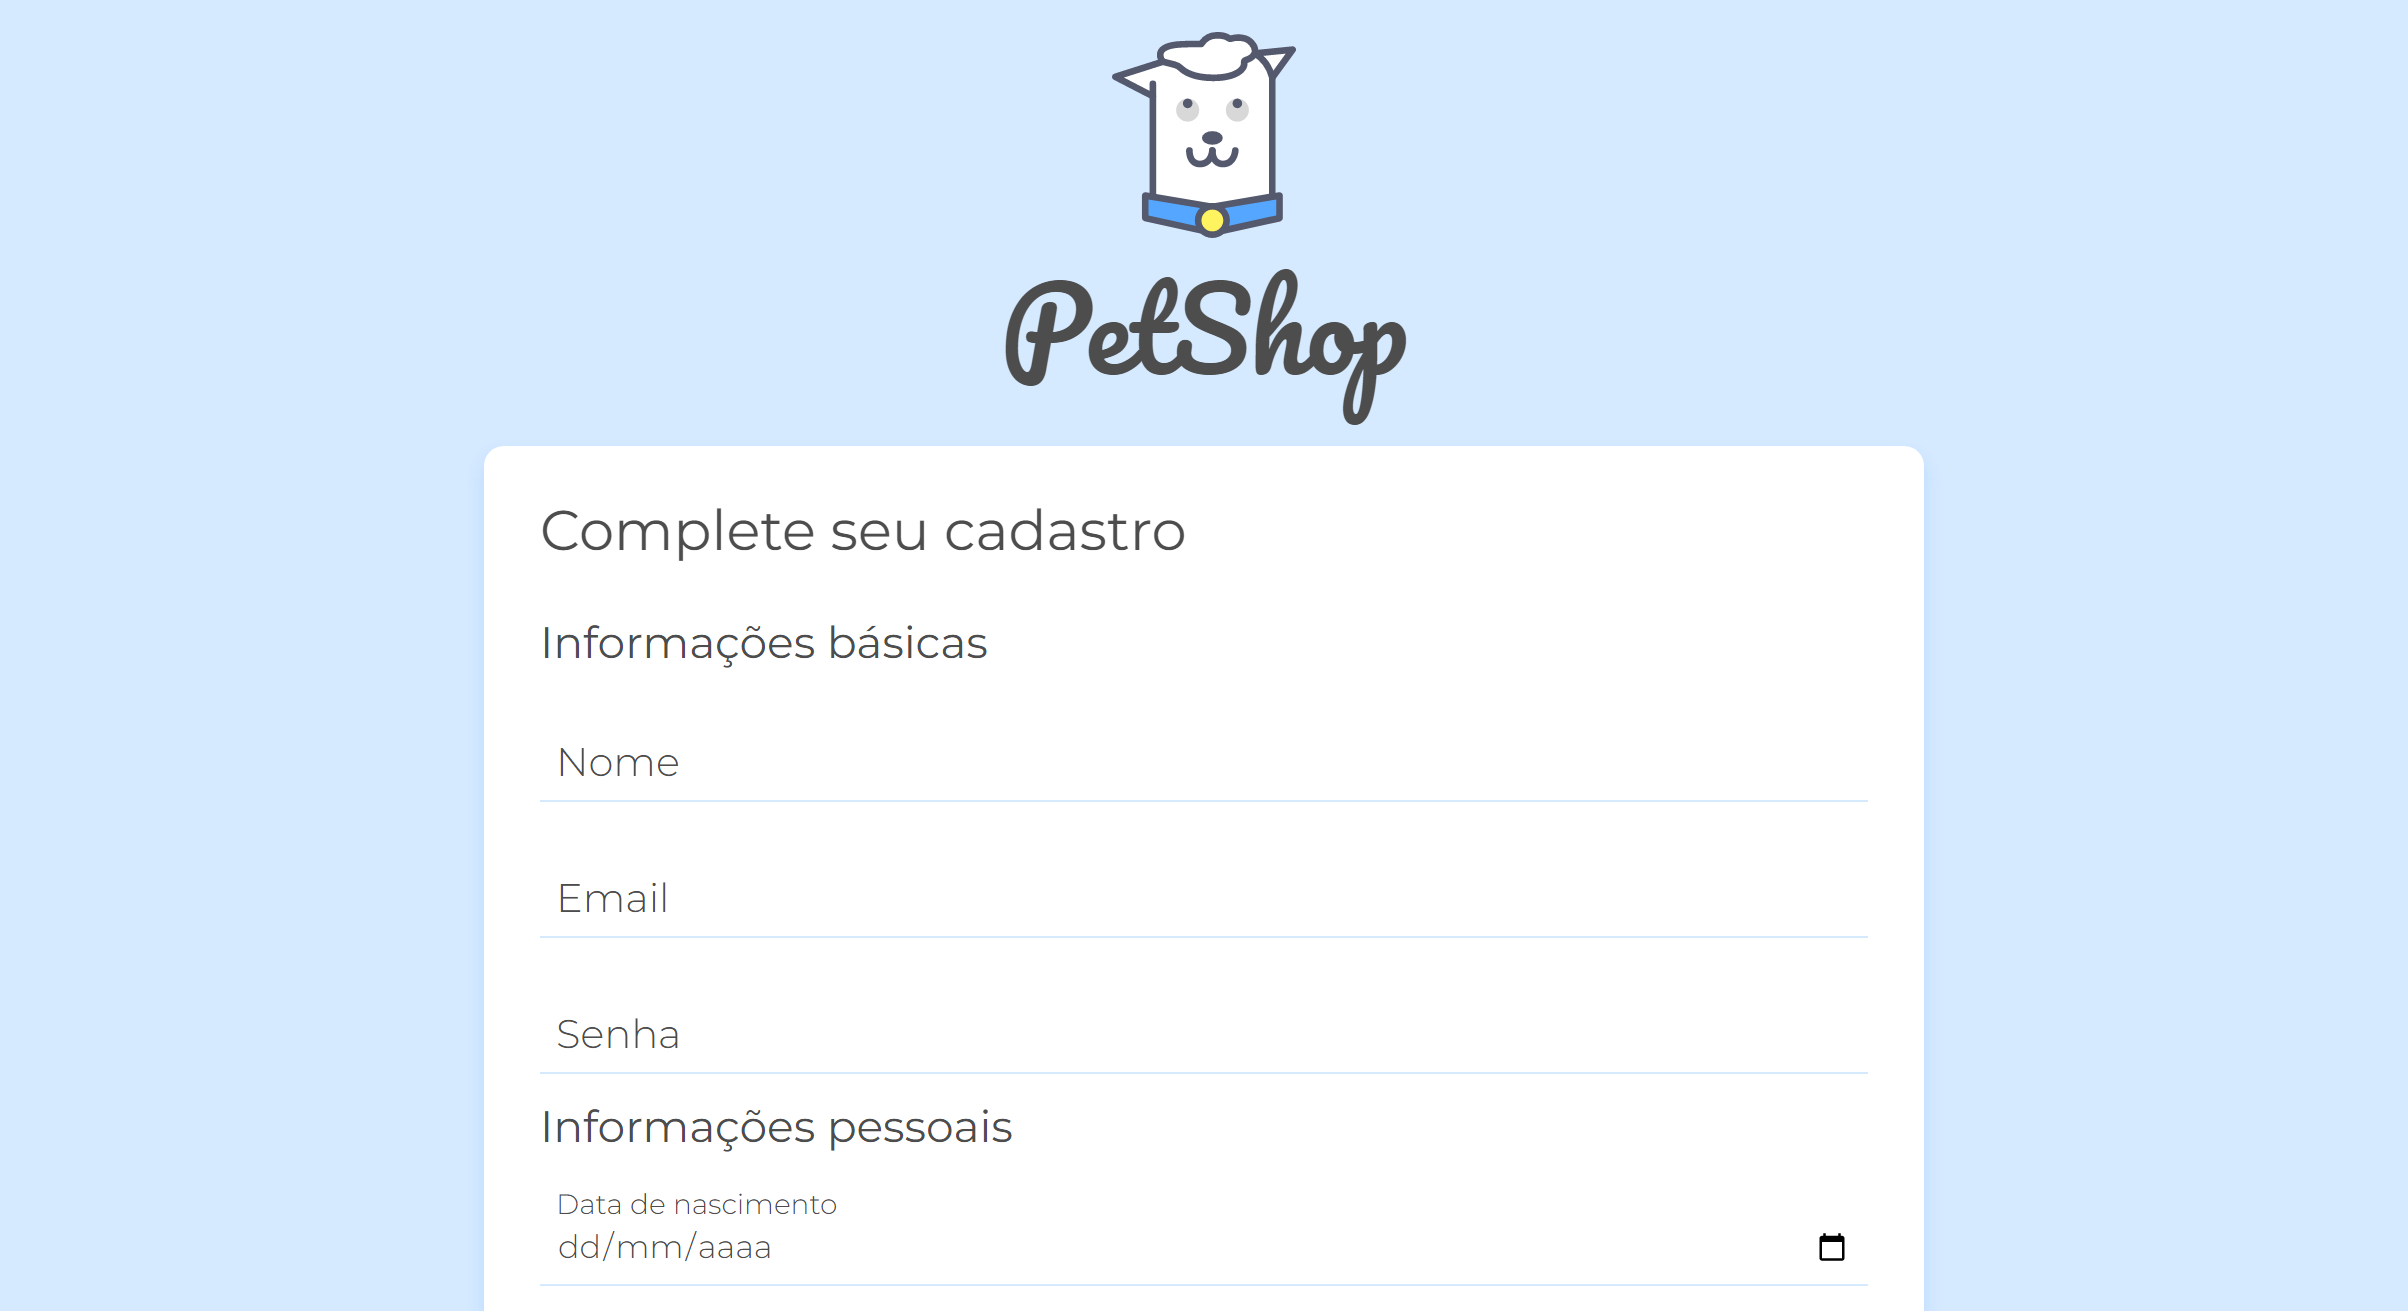 PetShop
Complete seu cadastro
Informações básicas
Nome
Email
Senha
Informações pessoais
Data de nascimento
dd/mm/aaaa